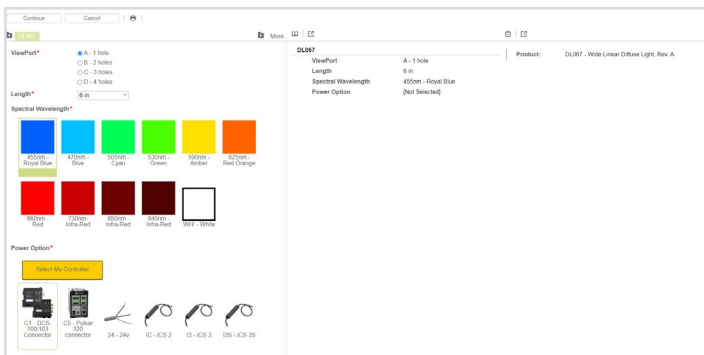 Continue Cancel
DL067 More
ViewPort* A - 1 hole
B - 2 holes
C - 3 holes
D - 4 holes
Length* 6 in
Spectral Wavelength*
455nm - Royal Blue
470nm - Blue
505nm - Cyan
530nm - Green
590nm - Amber
625nm - Red Orange
660nm - Red
730nm - Infra-Red
850nm - Infra-Red
940nm - Infra-Red
WHI - White
Power Option*
Select My Controller
C1 - DCS-100/103 Connector
C5 - Pulsar 320 connector
24 - 24v
IC - iCS 2
I3 - iCS 3
I3S - iCS 3S
DL067
ViewPort A - 1 hole
Length 6 in
Spectral Wavelength 455nm - Royal Blue
Power Option [Not Selected]
Product: DL067 - Wide Linear Diffuse Light, Rev. A